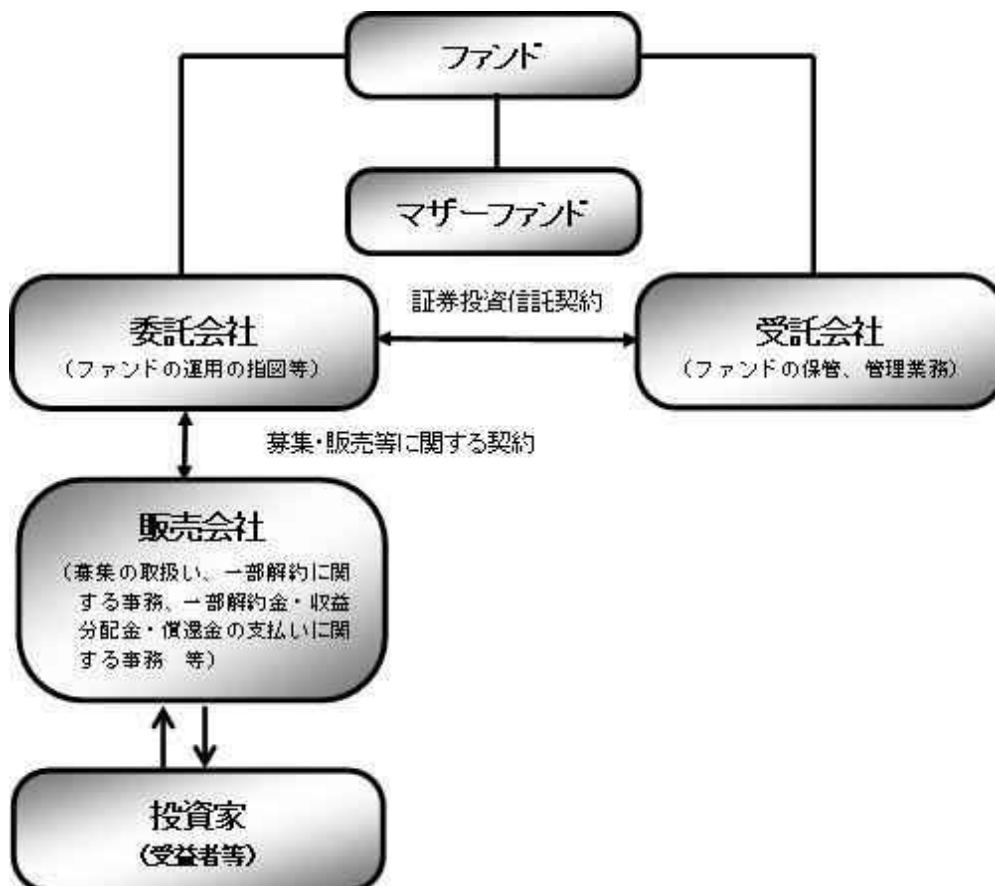 ファンド
マザーファンド
証券投資信託契約
委託会社
（ファンドの運用の指図等）
受託会社
（ファンドの保管、管理業務）
募集・販売等に関する契約
販売会社
（募集の取扱い、一部解約に関
する事務、一部解約金・収益
分配金・償還金の支払いに関
する事務　等）
投資家
（受益者等）